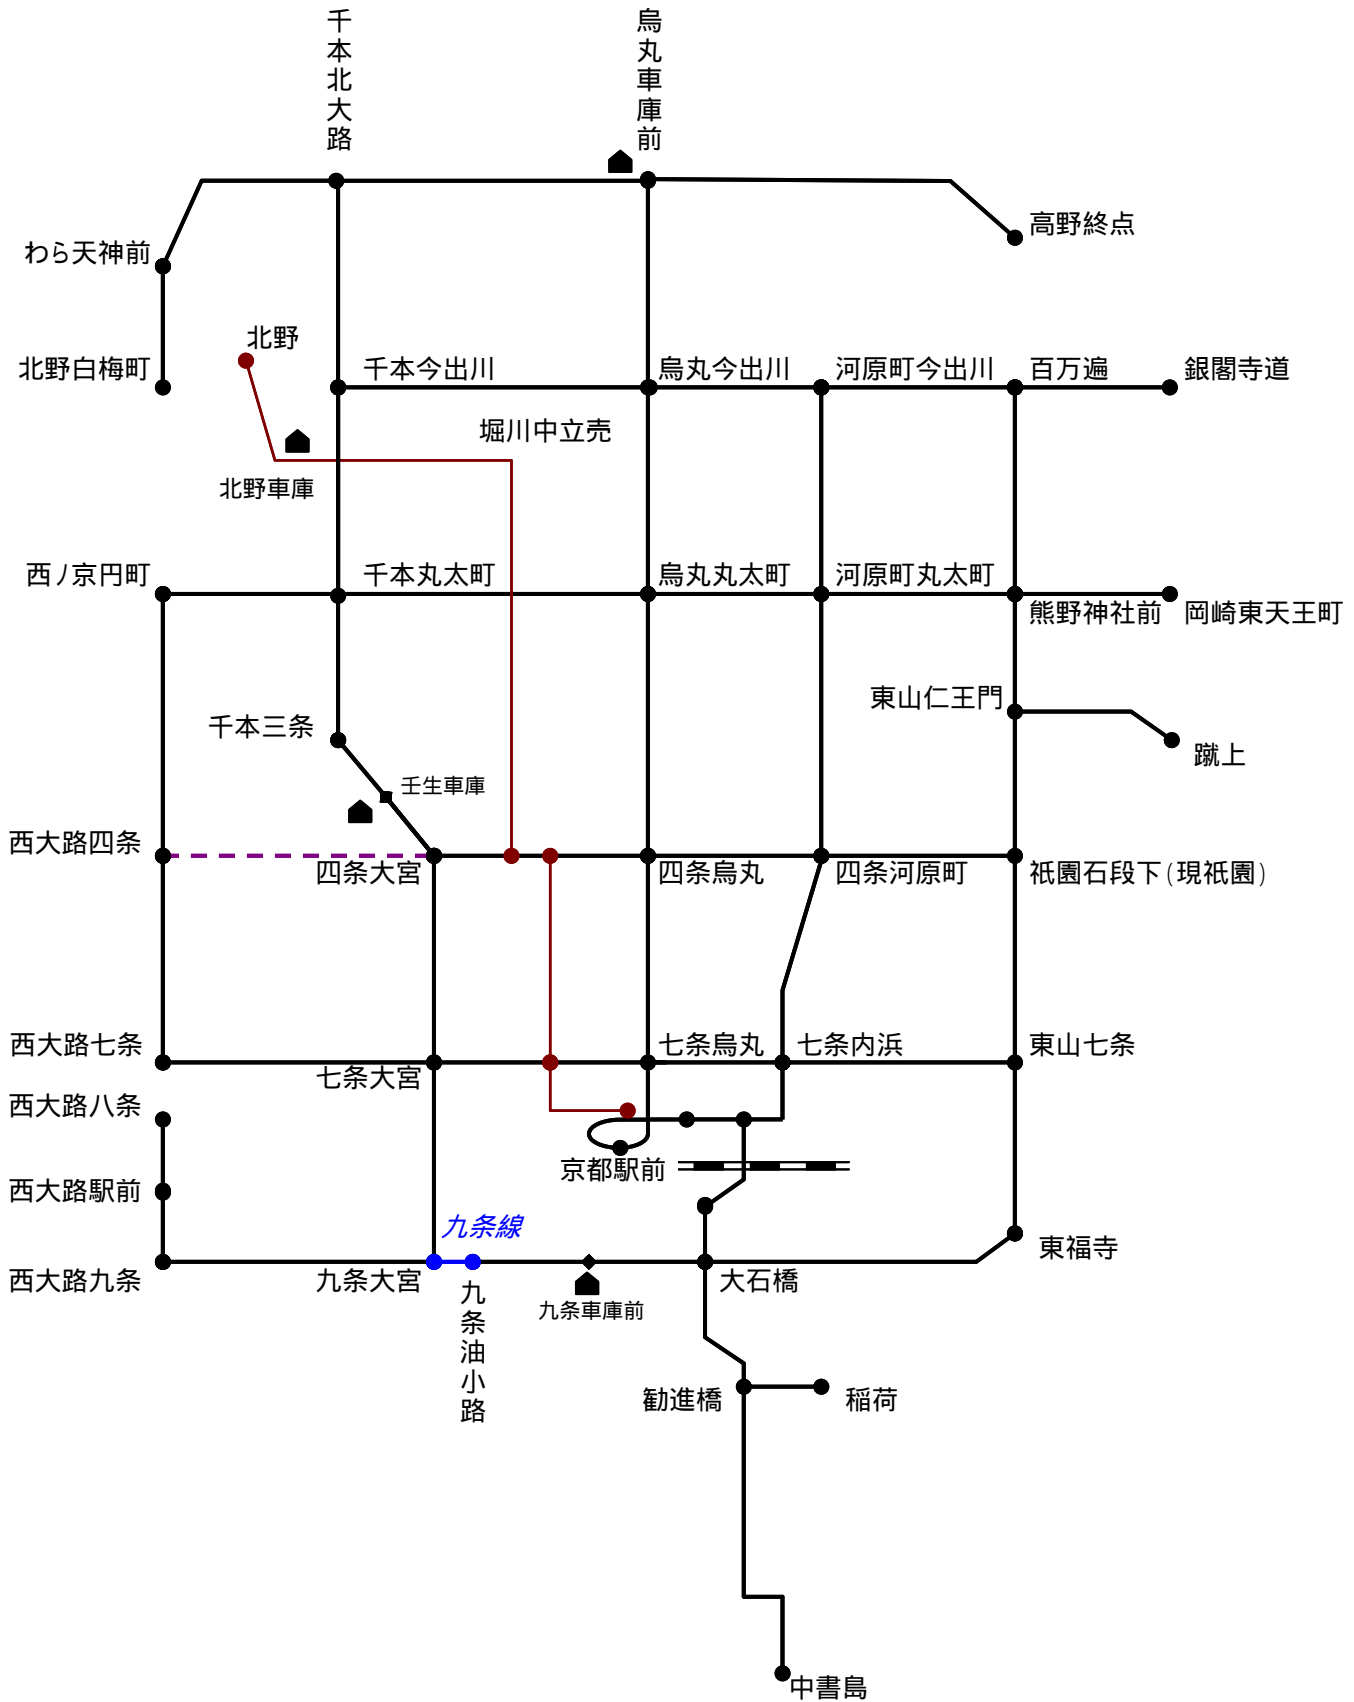 千本北大路
烏丸車庫前
高野終点
わら天神前
北野
北野白梅町
千本今出川
烏丸今出川
河原町今出川
百万遍
銀閣寺道
堀川中立売
北野車庫
西ノ京円町
千本丸太町
烏丸丸太町
河原町丸太町
熊野神社前
岡崎東天王町
東山仁王門
千本三条
蹴上
壬生車庫
西大路四条
四条大宮
四条烏丸
四条河原町
祇園石段下(現祇園)
西大路七条
七条大宮
七条烏丸
七条内浜
東山七条
西大路八条
京都駅前
西大路駅前
九条線
東福寺
西大路九条
九条大宮
九条油小路
九条車庫前
大石橋
勧進橋
稲荷
中書島